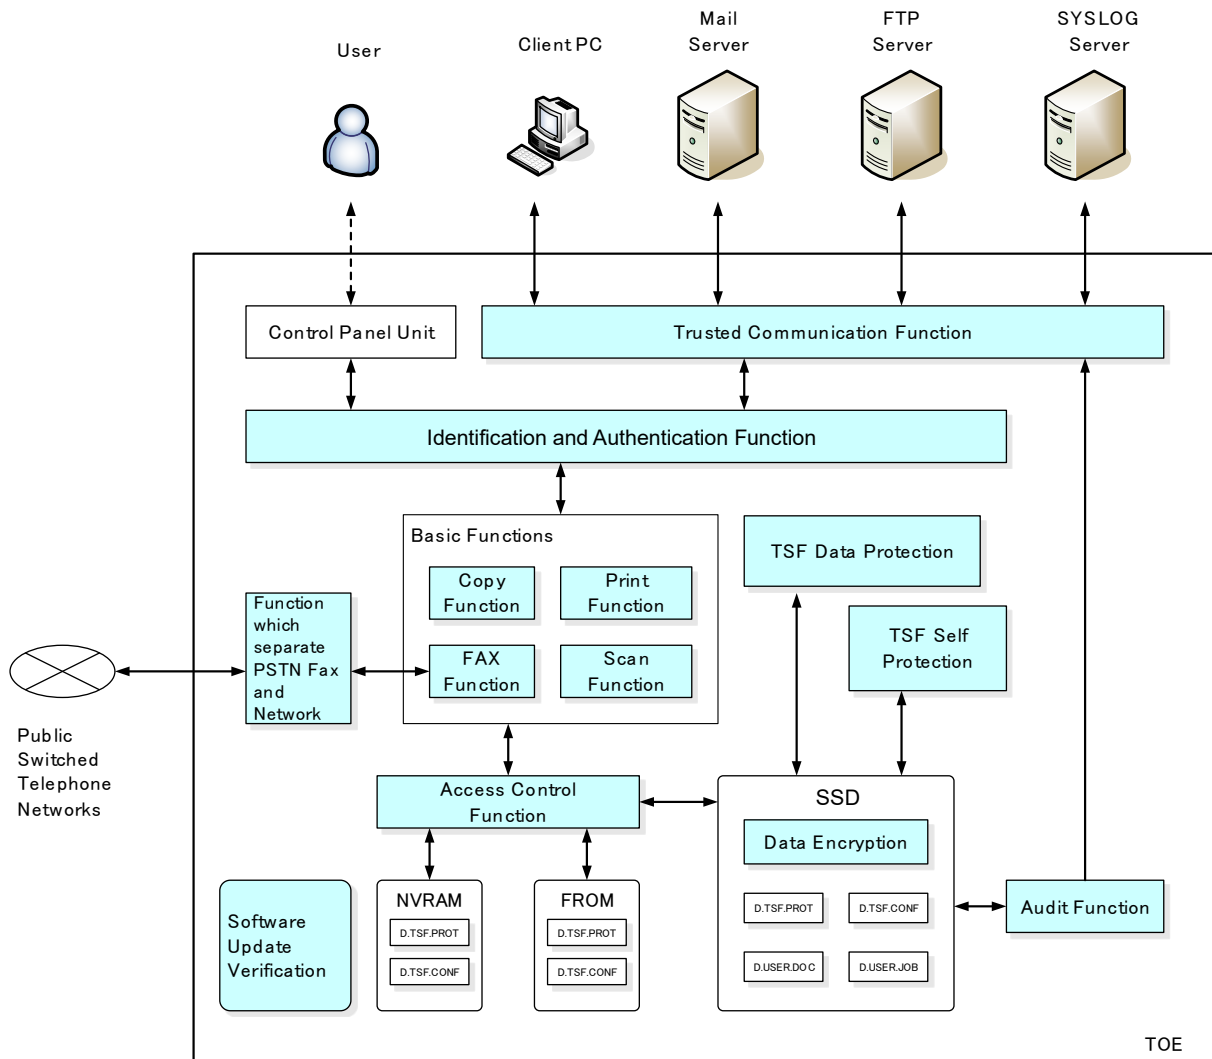 User
Client PC
Mail
Server
FTP
Server
SYSLOG
Server
Control Panel Unit
Trusted Communication Function
Identification and Authentication Function
Basic Functions
Copy
Function
Print
Function
FAX
Function
Scan
Function
TSF Data Protection
TSF Self
Protection
Function
which
separate
PSTN Fax
and
Network
Public
Switched
Telephone
Networks
Access Control
Function
SSD
Data Encryption
D.TSF.PROT
D.TSF.CONF
D.USER.DOC
D.USER.JOB
Audit Function
Software
Update
Verification
NVRAM
D.TSF.PROT
D.TSF.CONF
FROM
D.TSF.PROT
D.TSF.CONF
TOE